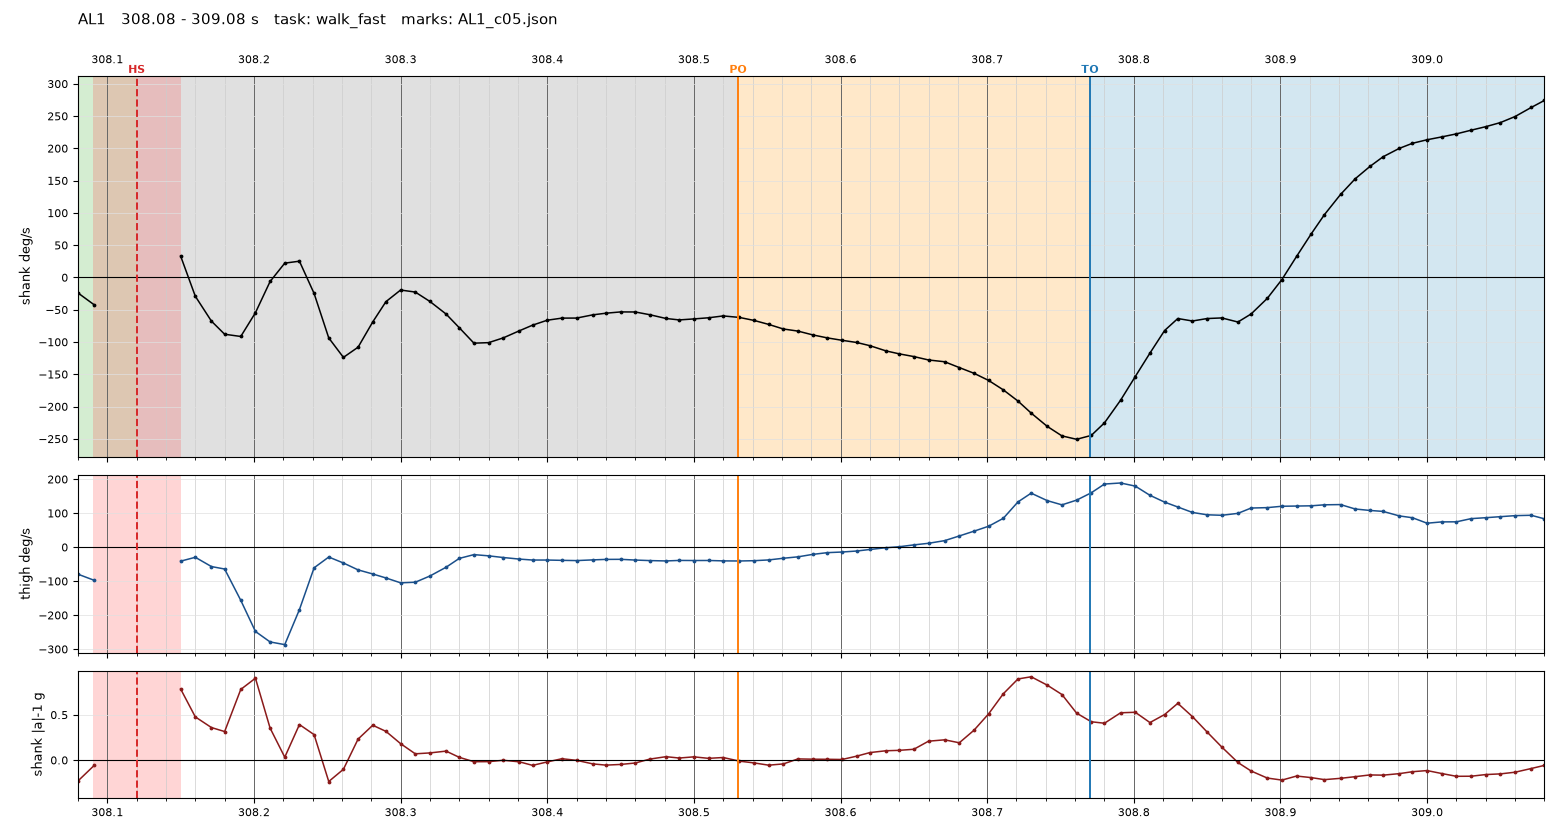 AL1   308.08 - 309.08 s   task: walk_fast   marks: AL1_c05.json
308.1 308.2 308.3 308.4 308.5 308.6 308.7 308.8 308.9 309.0
HS PO TO
300
250
200
150
100
50
0
−50
−100
−150
−200
−250
shank deg/s
200
100
0
−100
−200
−300
thigh deg/s
0.5
0.0
shank |a|-1 g
308.1 308.2 308.3 308.4 308.5 308.6 308.7 308.8 308.9 309.0